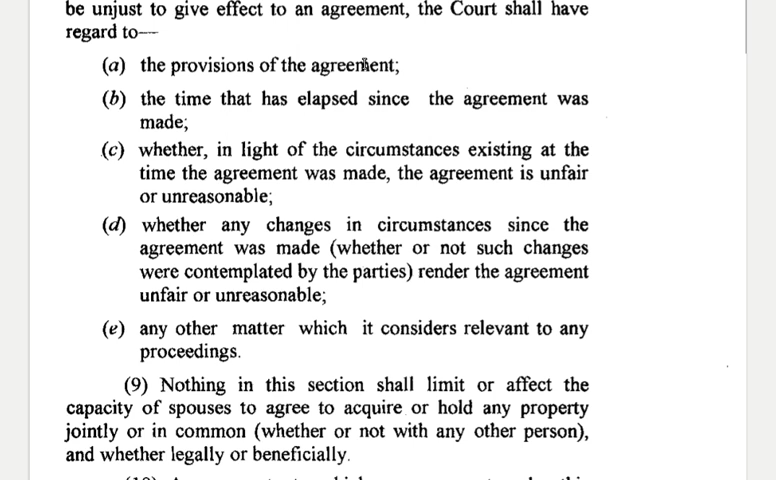 be unjust to give effect to an agreement, the Court shall have
regard to—
(a) the provisions of the agreement;
(b) the time that has elapsed since the agreement was
made;
(c) whether, in light of the circumstances existing at the
time the agreement was made, the agreement is unfair
or unreasonable;
(d) whether any changes in circumstances since the
agreement was made (whether or not such changes
were contemplated by the parties) render the agreement
unfair or unreasonable;
(e) any other matter which it considers relevant to any
proceedings.
(9) Nothing in this section shall limit or affect the
capacity of spouses to agree to acquire or hold any property
jointly or in common (whether or not with any other person),
and whether legally or beneficially.